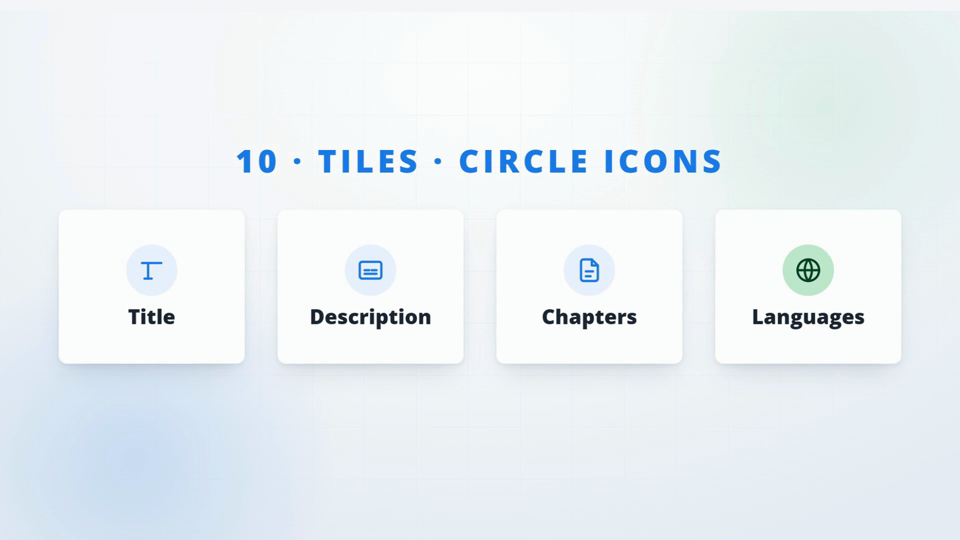 10 · TILES · CIRCLE ICONS
Title
Description
Chapters
Languages